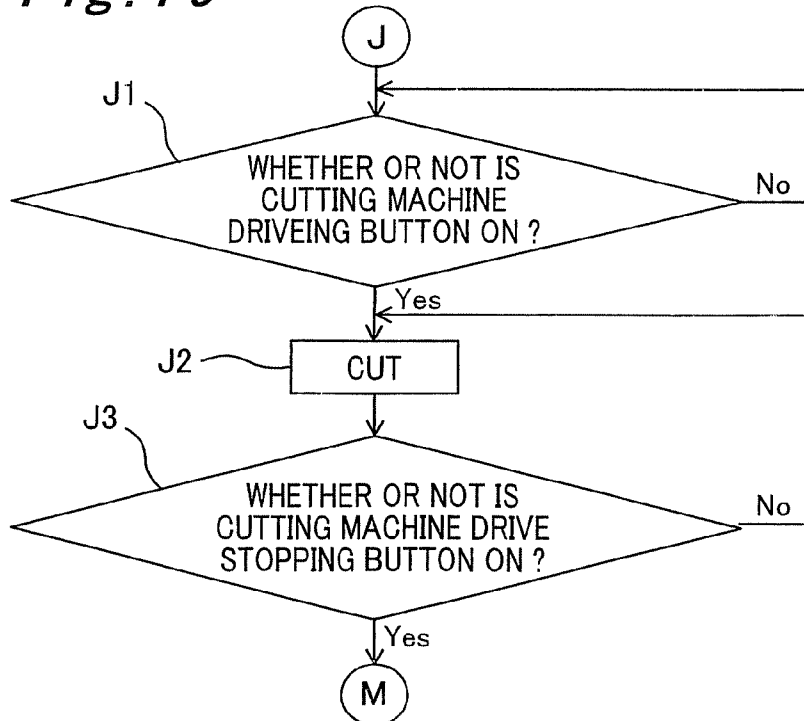 J
J1
WHETHER OR NOT IS
CUTTING MACHINE
DRIVEING BUTTON ON ?
No
Yes
J2
CUT
J3
WHETHER OR NOT IS
CUTTING MACHINE DRIVE
STOPPING BUTTON ON ?
No
Yes
M